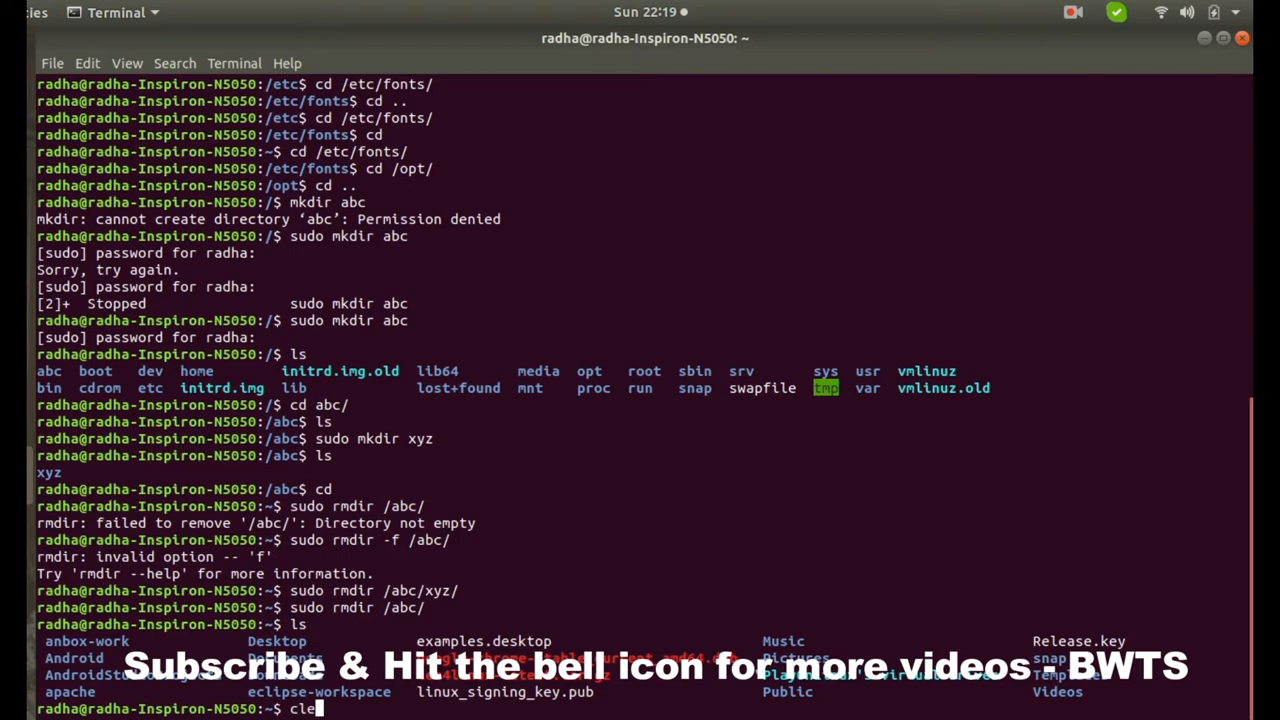 ies Terminal Sun 22:19
radha@radha-Inspiron-N5050: ~
File Edit View Search Terminal Help
radha@radha-Inspiron-N5050:/etc$ cd /etc/fonts/
radha@radha-Inspiron-N5050:/etc/fonts$ cd ..
radha@radha-Inspiron-N5050:/etc$ cd /etc/fonts/
radha@radha-Inspiron-N5050:/etc/fonts$ cd
radha@radha-Inspiron-N5050:~$ cd /etc/fonts/
radha@radha-Inspiron-N5050:/etc/fonts$ cd /opt/
radha@radha-Inspiron-N5050:/opt$ cd ..
radha@radha-Inspiron-N5050:/$ mkdir abc
mkdir: cannot create directory ‘abc’: Permission denied
radha@radha-Inspiron-N5050:/$ sudo mkdir abc
[sudo] password for radha:
Sorry, try again.
[sudo] password for radha:
[2]+ Stopped sudo mkdir abc
radha@radha-Inspiron-N5050:/$ sudo mkdir abc
[sudo] password for radha:
radha@radha-Inspiron-N5050:/$ ls
abc boot dev home initrd.img.old lib64 media opt root sbin srv sys usr vmlinuz
bin cdrom etc initrd.img lib lost+found mnt proc run snap swapfile tmp var vmlinuz.old
radha@radha-Inspiron-N5050:/$ cd abc/
radha@radha-Inspiron-N5050:/abc$ ls
radha@radha-Inspiron-N5050:/abc$ sudo mkdir xyz
radha@radha-Inspiron-N5050:/abc$ ls
xyz
radha@radha-Inspiron-N5050:/abc$ cd
radha@radha-Inspiron-N5050:~$ sudo rmdir /abc/
rmdir: failed to remove '/abc/': Directory not empty
radha@radha-Inspiron-N5050:~$ sudo rmdir -f /abc/
rmdir: invalid option -- 'f'
Try 'rmdir --help' for more information.
radha@radha-Inspiron-N5050:~$ sudo rmdir /abc/xyz/
radha@radha-Inspiron-N5050:~$ sudo rmdir /abc/
radha@radha-Inspiron-N5050:~$ ls
anbox-work Desktop examples.desktop Music Release.key
Android
Subscribe & Hit the bell icon for more videos - BWTS
apache eclipse-workspace linux_signing_key.pub Public Videos
radha@radha-Inspiron-N5050:~$ cle